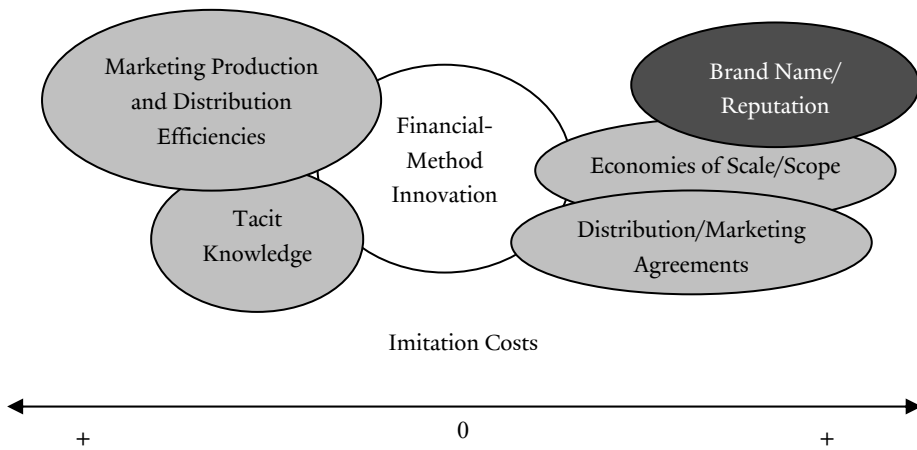 Marketing Production
and Distribution
Efficiencies
Tacit
Knowledge
Financial-
Method
Innovation
Brand Name/
Reputation
Economies of Scale/Scope
Distribution/Marketing
Agreements
Imitation Costs
+
0
+